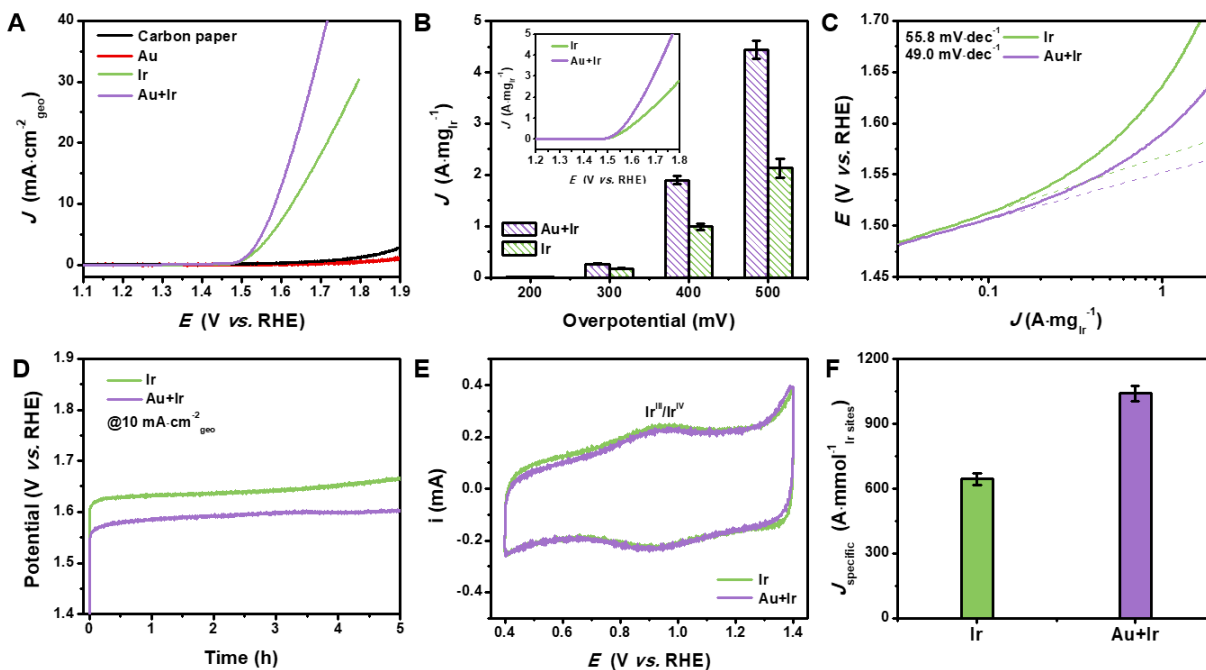 A
40
30
20
10
0
J (mA·cm⁻²geo)
Carbon paper
Au
Ir
Au+Ir
1.1 1.2 1.3 1.4 1.5 1.6 1.7 1.8 1.9
E (V vs. RHE)
B
5
4
3
2
1
0
J (A·mgIr⁻¹)
Ir
Au+Ir
6
5
4
3
2
1
0
J (A·mgIr⁻¹)
1.2 1.3 1.4 1.5 1.6 1.7 1.8
E (V vs. RHE)
Au+Ir
Ir
200 300 400 500
Overpotential (mV)
C
1.70
1.65
1.60
1.55
1.50
1.45
E (V vs. RHE)
55.8 mV·dec⁻¹ Ir
49.0 mV·dec⁻¹ Au+Ir
0.1 1
J (A·mgIr⁻¹)
D
1.9
1.8
1.7
1.6
1.5
1.4
Potential (V vs. RHE)
Ir
Au+Ir
@10 mA·cm⁻²geo
0 1 2 3 4 5
Time (h)
E
0.4
0.2
0.0
-0.2
-0.4
i (mA)
Irᴵᴵᴵ/Irᴵⱽ
Ir
Au+Ir
0.4 0.6 0.8 1.0 1.2 1.4
E (V vs. RHE)
F
1200
900
600
300
0
Jspecific (A·mmol⁻¹Ir sites)
Ir Au+Ir